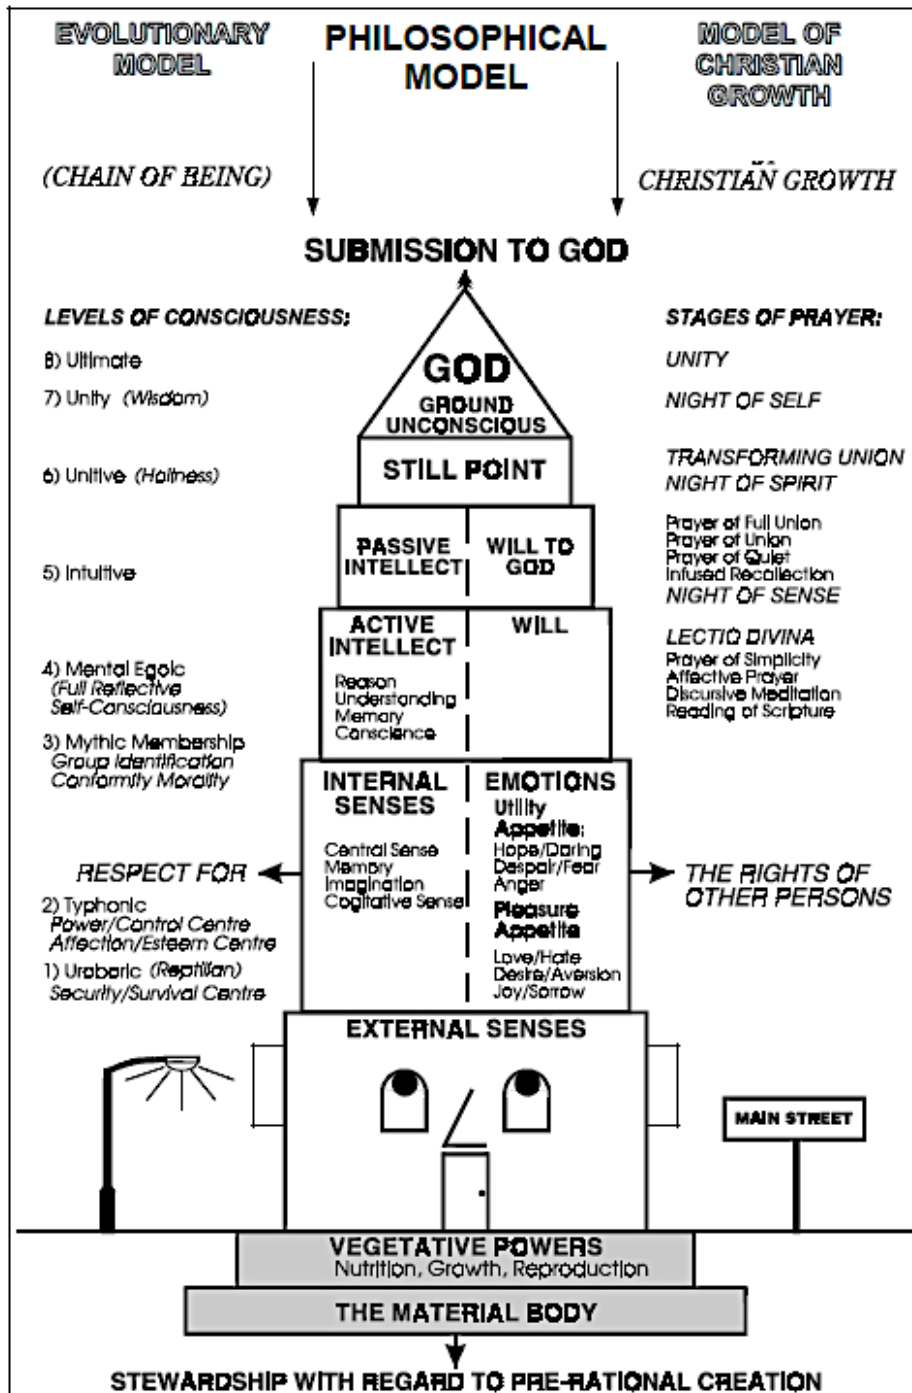 EVOLUTIONARY
MODEL
PHILOSOPHICAL
MODEL
MODEL OF
CHRISTIAN
GROWTH
(CHAIN OF BEING)
CHRISTIAN GROWTH
SUBMISSION TO GOD
LEVELS OF CONSCIOUSNESS:
8) Ultimate
7) Unity (Wisdom)
6) Unitive (Holiness)
5) Intuitive
4) Mental Egoic
(Full Reflective
Self-Consciousness)
3) Mythic Membership
Group Identification
Conformity Morality
RESPECT FOR
2) Typhonic
Power/Control Centre
Affection/Esteem Centre
1) Uroboric (Reptilian)
Security/Survival Centre
GOD
GROUND
UNCONSCIOUS
STILL POINT
PASSIVE
INTELLECT
WILL TO
GOD
ACTIVE
INTELLECT
Reason
Understanding
Memory
Conscience
WILL
INTERNAL
SENSES
Central Sense
Memory
Imagination
Cogitative Sense
EMOTIONS
Utility
Appetite:
Hope/Daring
Despair/Fear
Anger
Pleasure
Appetite
Love/Hate
Desire/Aversion
Joy/Sorrow
STAGES OF PRAYER:
UNITY
NIGHT OF SELF
TRANSFORMING UNION
NIGHT OF SPIRIT
Prayer of Full Union
Prayer of Union
Prayer of Quiet
Infused Recollection
NIGHT OF SENSE
LECTIO DIVINA
Prayer of Simplicity
Affective Prayer
Discursive Meditation
Reading of Scripture
THE RIGHTS OF
OTHER PERSONS
EXTERNAL SENSES
MAIN STREET
VEGETATIVE POWERS
Nutrition, Growth, Reproduction
THE MATERIAL BODY
STEWARDSHIP WITH REGARD TO PRE-RATIONAL CREATION